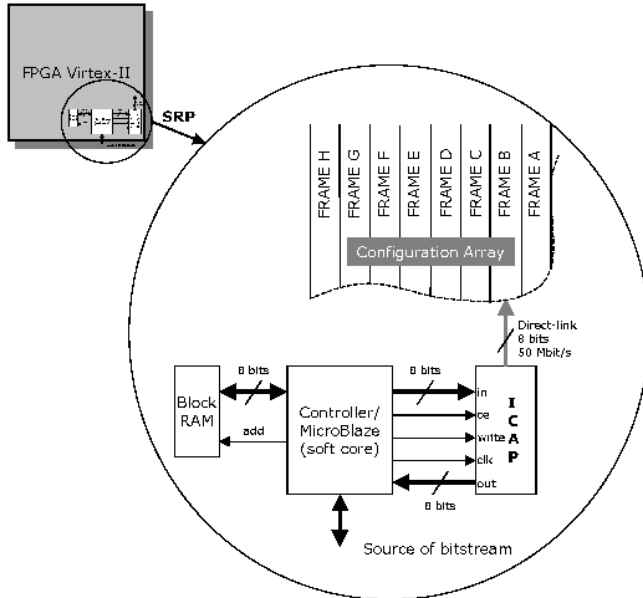 FPGA Virtex-II
SRP
FRAME H
FRAME G
FRAME F
FRAME E
FRAME D
FRAME C
FRAME B
FRAME A
Configuration Array
Direct-link
8 bits
50 Mbit/s
8 bits
8 bits
Block
RAM
add
Controller/
MicroBlaze
(soft core)
in
ce
write
clk
out
ICAP
8 bits
Source of bitstream